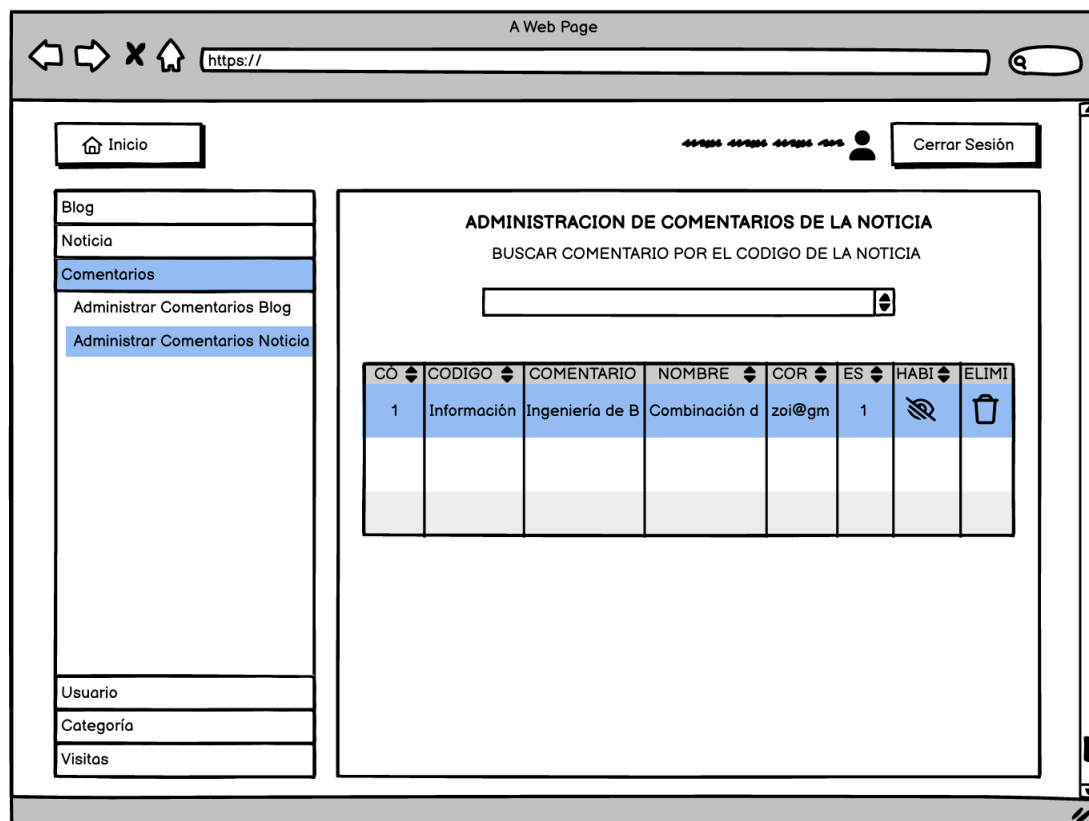 A Web Page
https://
Inicio
Cerrar Sesión
Blog
Noticia
Comentarios
Administrar Comentarios Blog
Administrar Comentarios Noticia
Usuario
Categoría
Visitas
ADMINISTRACION DE COMENTARIOS DE LA NOTICIA
BUSCAR COMENTARIO POR EL CODIGO DE LA NOTICIA
CÓ CODIGO COMENTARIO NOMBRE COR ES HABI ELIMI
1 Información Ingeniería de B Combinación d zoi@gm 1